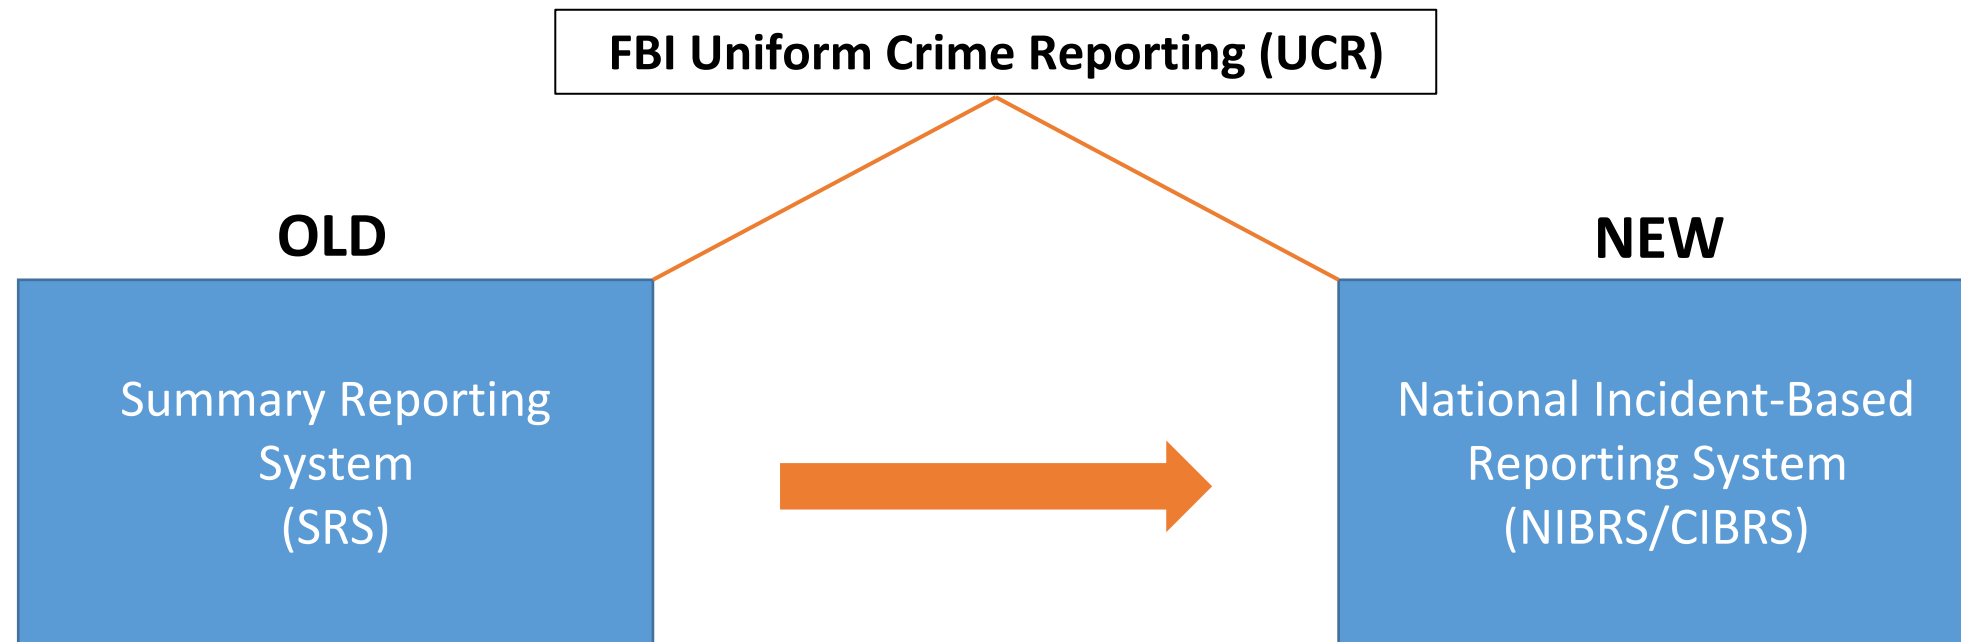 FBI Uniform Crime Reporting (UCR)
OLD
NEW
Summary Reporting
System
(SRS)
National Incident-Based
Reporting System
(NIBRS/CIBRS)